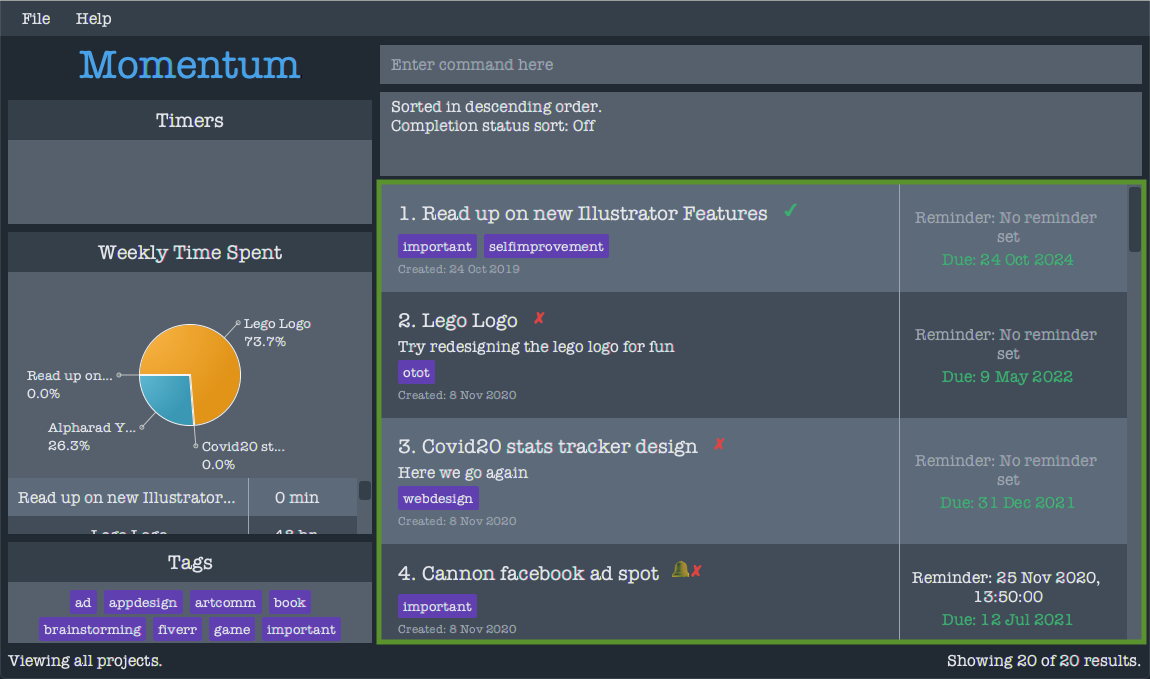 File Help
Momentum
Enter command here
Timers
Sorted in descending order.
Completion status sort: Off
Weekly Time Spent
Lego Logo
73.7%
Read up on...
0.0%
Alpharad Y...
26.3%
Covid20 st...
0.0%
Read up on new Illustrator... 0 min
Tags
ad appdesign artcomm book
brainstorming fiverr game important
1. Read up on new Illustrator Features
important selfimprovement
Created: 24 Oct 2019
Reminder: No reminder
set
Due: 24 Oct 2024
2. Lego Logo
Try redesigning the lego logo for fun
otot
Created: 8 Nov 2020
Reminder: No reminder
set
Due: 9 May 2022
3. Covid20 stats tracker design
Here we go again
webdesign
Created: 8 Nov 2020
Reminder: No reminder
set
Due: 31 Dec 2021
4. Cannon facebook ad spot
important
Created: 8 Nov 2020
Reminder: 25 Nov 2020,
13:50:00
Due: 12 Jul 2021
Viewing all projects.
Showing 20 of 20 results.